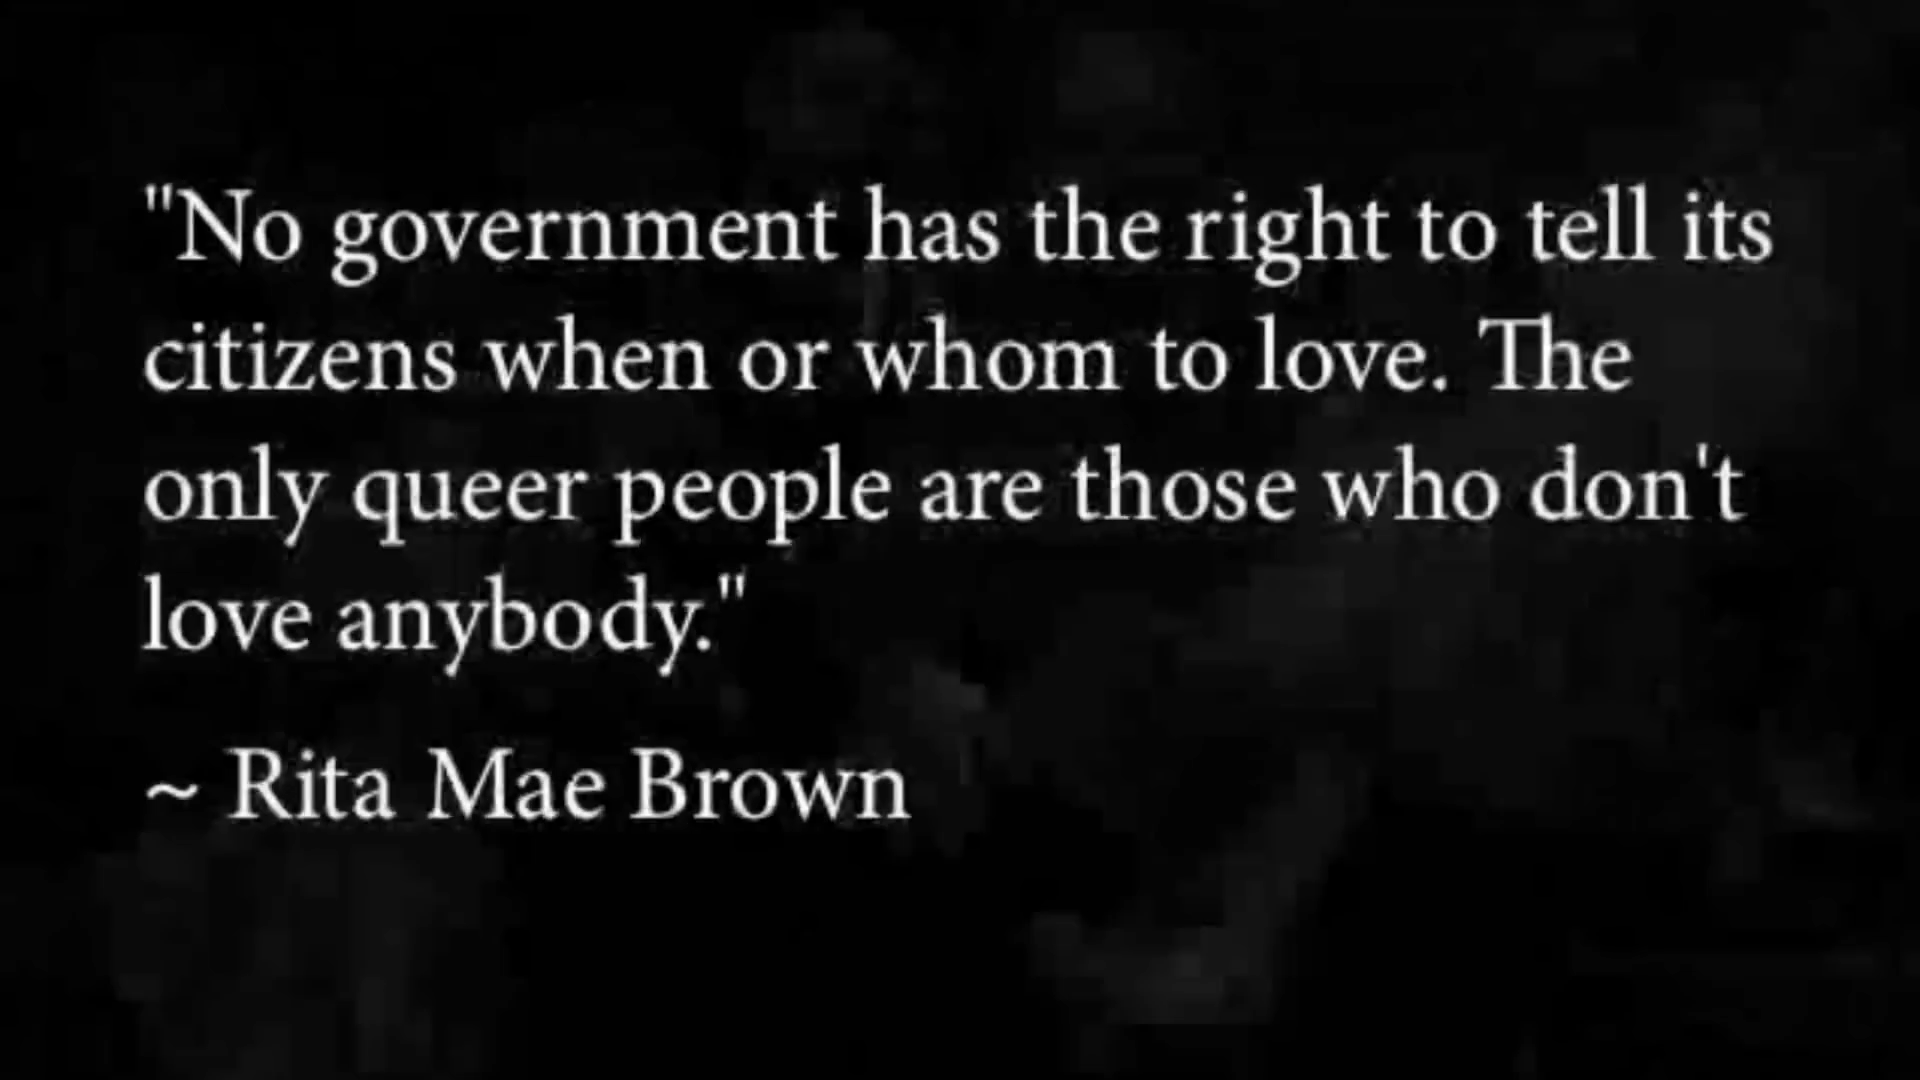 "No government has the right to tell its
citizens when or whom to love. The
only queer people are those who don't
love anybody."
~ Rita Mae Brown